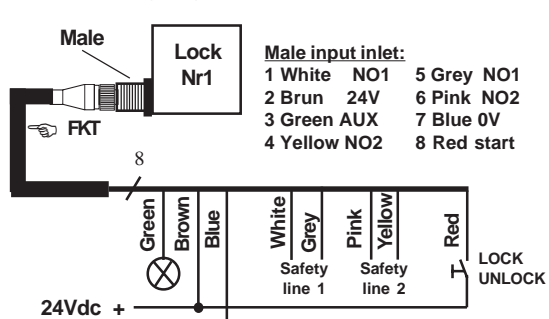 Male
Lock
Nr1
Male input inlet:
1 White NO1 5 Grey NO1
2 Brun 24V 6 Pink NO2
3 Green AUX 7 Blue 0V
4 Yellow NO2 8 Red start
FKT
8
Green
Brown
Blue
White
Grey
Pink
Yellow
Red
Safety
line 1
Safety
line 2
LOCK
UNLOCK
24Vdc +